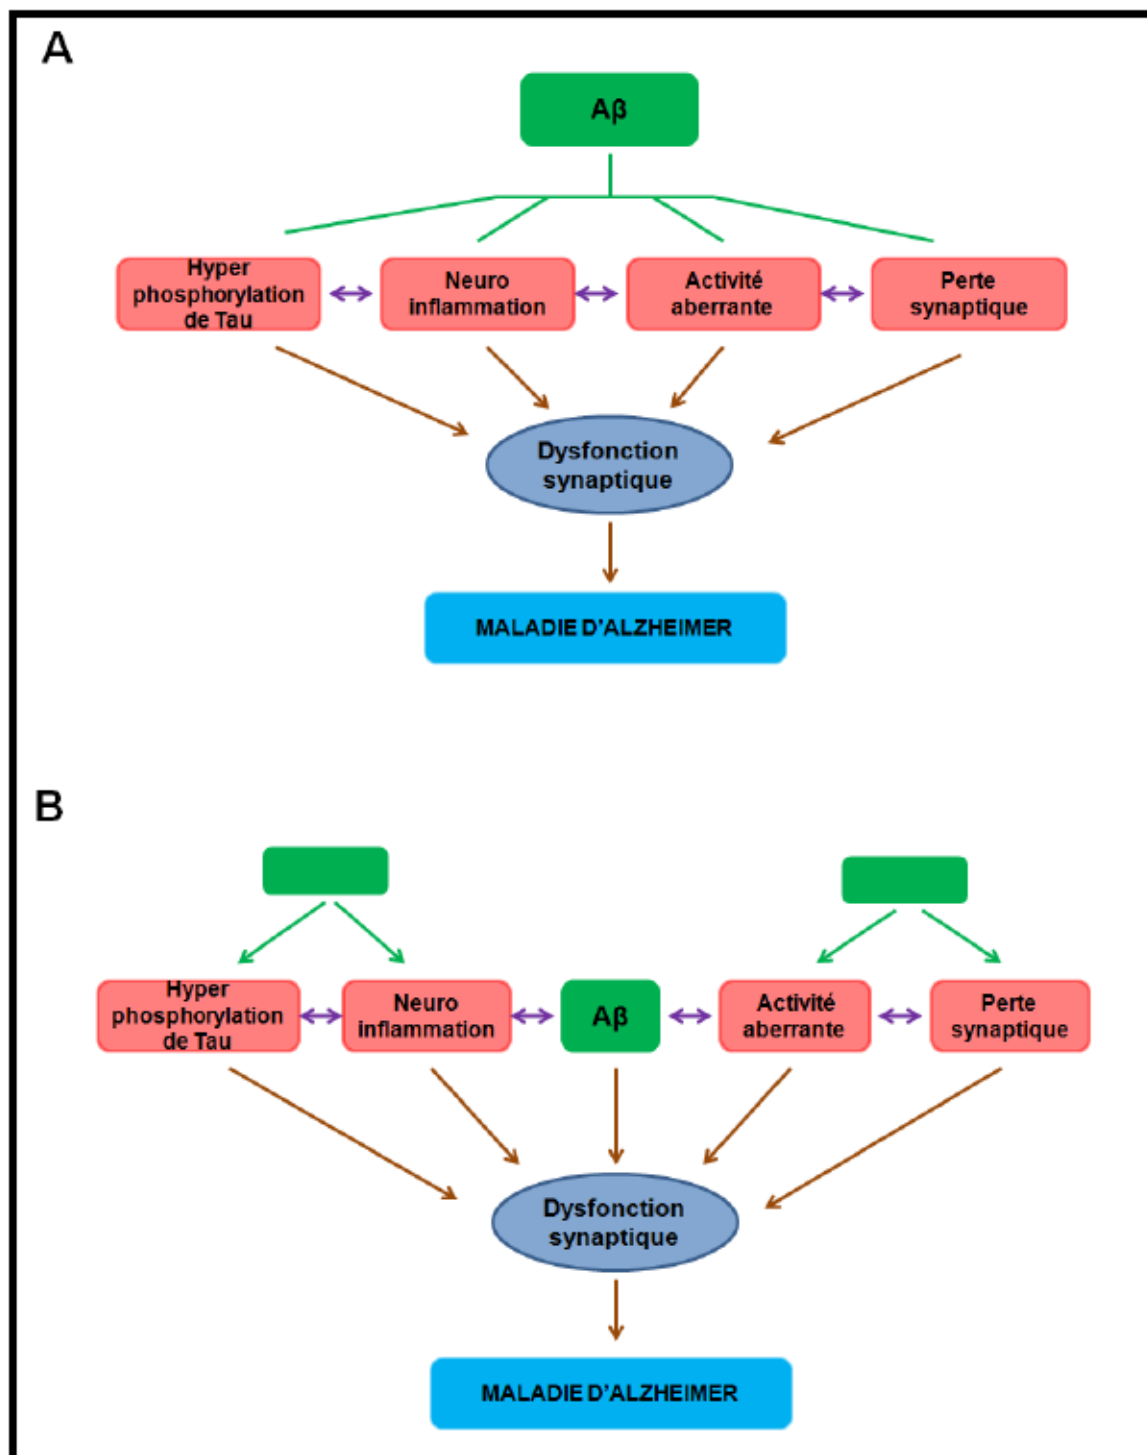 A
Aβ
Hyper
phosphorylation
de Tau
Neuro
inflammation
Activité
aberrante
Perte
synaptique
Dysfonction
synaptique
MALADIE D'ALZHEIMER
B
Hyper
phosphorylation
de Tau
Neuro
inflammation
Aβ
Activité
aberrante
Perte
synaptique
Dysfonction
synaptique
MALADIE D'ALZHEIMER